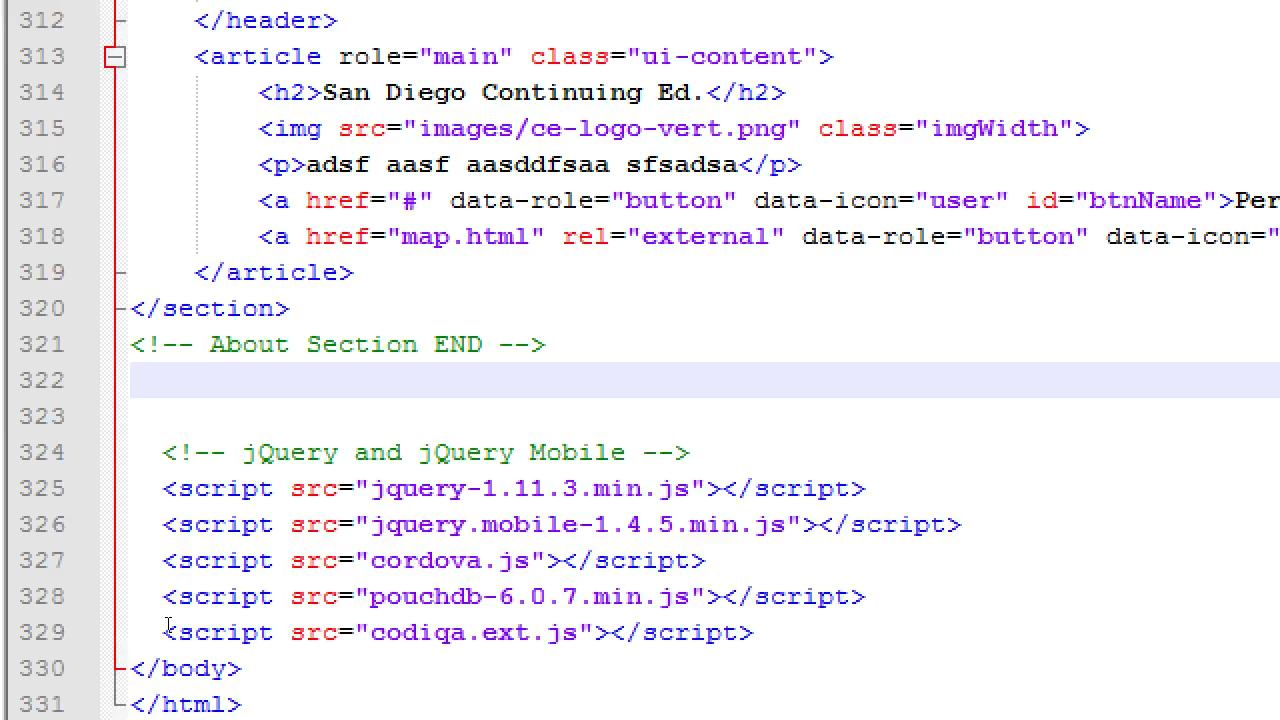 312 </header>
313 <article role="main" class="ui-content">
314 <h2>San Diego Continuing Ed.</h2>
315 <img src="images/ce-logo-vert.png" class="imgWidth">
316 <p>adsf aasf aasddfsaa sfsadsa</p>
317 <a href="#" data-role="button" data-icon="user" id="btnName">Per
318 <a href="map.html" rel="external" data-role="button" data-icon="
319 </article>
320 </section>
321 <!-- About Section END -->
322
323
324 <!-- jQuery and jQuery Mobile -->
325 <script src="jquery-1.11.3.min.js"></script>
326 <script src="jquery.mobile-1.4.5.min.js"></script>
327 <script src="cordova.js"></script>
328 <script src="pouchdb-6.0.7.min.js"></script>
329 <script src="codiqa.ext.js"></script>
330 </body>
331 </html>